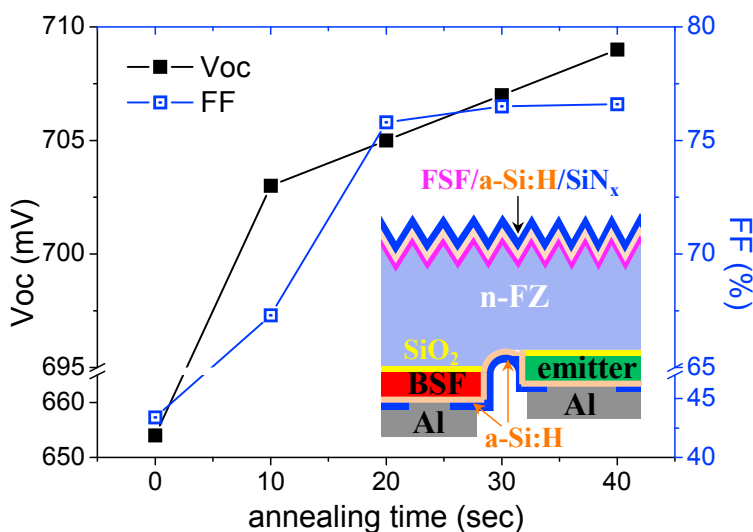 710
705
700
695
660
650
Voc (mV)
80
75
70
65
45
40
FF (%)
Voc
FF
FSF/a-Si:H/SiNx
n-FZ
SiO2
BSF
emitter
Al
Al
a-Si:H
0 10 20 30 40
annealing time (sec)